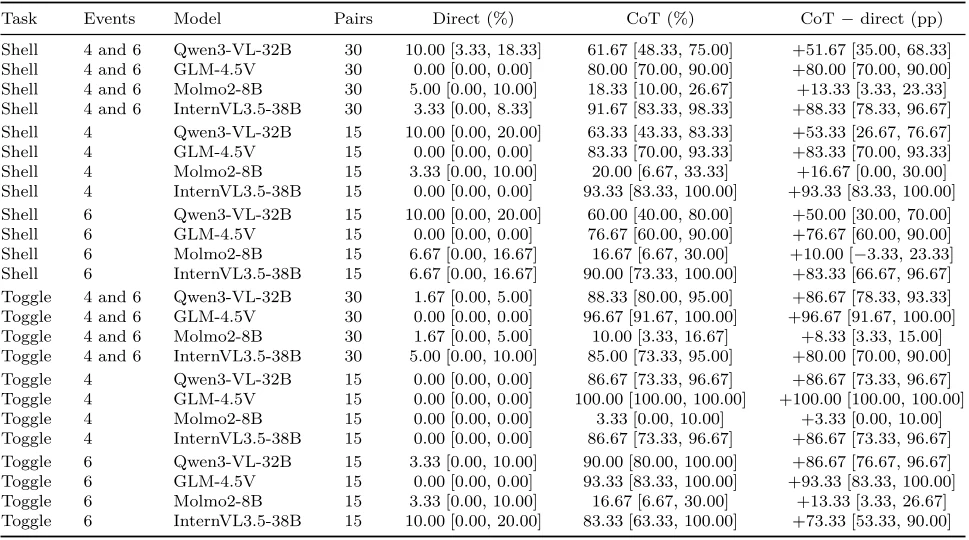 Task Events Model Pairs Direct (%) CoT (%) CoT − direct (pp)
Shell 4 and 6 Qwen3-VL-32B 30 10.00 [3.33, 18.33] 61.67 [48.33, 75.00] +51.67 [35.00, 68.33]
Shell 4 and 6 GLM-4.5V 30 0.00 [0.00, 0.00] 80.00 [70.00, 90.00] +80.00 [70.00, 90.00]
Shell 4 and 6 Molmo2-8B 30 5.00 [0.00, 10.00] 18.33 [10.00, 26.67] +13.33 [3.33, 23.33]
Shell 4 and 6 InternVL3.5-38B 30 3.33 [0.00, 8.33] 91.67 [83.33, 98.33] +88.33 [78.33, 96.67]
Shell 4 Qwen3-VL-32B 15 10.00 [0.00, 20.00] 63.33 [43.33, 83.33] +53.33 [26.67, 76.67]
Shell 4 GLM-4.5V 15 0.00 [0.00, 0.00] 83.33 [70.00, 93.33] +83.33 [70.00, 93.33]
Shell 4 Molmo2-8B 15 3.33 [0.00, 10.00] 20.00 [6.67, 33.33] +16.67 [0.00, 30.00]
Shell 4 InternVL3.5-38B 15 0.00 [0.00, 0.00] 93.33 [83.33, 100.00] +93.33 [83.33, 100.00]
Shell 6 Qwen3-VL-32B 15 10.00 [0.00, 20.00] 60.00 [40.00, 80.00] +50.00 [30.00, 70.00]
Shell 6 GLM-4.5V 15 0.00 [0.00, 0.00] 76.67 [60.00, 90.00] +76.67 [60.00, 90.00]
Shell 6 Molmo2-8B 15 6.67 [0.00, 16.67] 16.67 [6.67, 30.00] +10.00 [−3.33, 23.33]
Shell 6 InternVL3.5-38B 15 6.67 [0.00, 16.67] 90.00 [73.33, 100.00] +83.33 [66.67, 96.67]
Toggle 4 and 6 Qwen3-VL-32B 30 1.67 [0.00, 5.00] 88.33 [80.00, 95.00] +86.67 [78.33, 93.33]
Toggle 4 and 6 GLM-4.5V 30 0.00 [0.00, 0.00] 96.67 [91.67, 100.00] +96.67 [91.67, 100.00]
Toggle 4 and 6 Molmo2-8B 30 1.67 [0.00, 5.00] 10.00 [3.33, 16.67] +8.33 [3.33, 15.00]
Toggle 4 and 6 InternVL3.5-38B 30 5.00 [0.00, 10.00] 85.00 [73.33, 95.00] +80.00 [70.00, 90.00]
Toggle 4 Qwen3-VL-32B 15 0.00 [0.00, 0.00] 86.67 [73.33, 96.67] +86.67 [73.33, 96.67]
Toggle 4 GLM-4.5V 15 0.00 [0.00, 0.00] 100.00 [100.00, 100.00] +100.00 [100.00, 100.00]
Toggle 4 Molmo2-8B 15 0.00 [0.00, 0.00] 3.33 [0.00, 10.00] +3.33 [0.00, 10.00]
Toggle 4 InternVL3.5-38B 15 0.00 [0.00, 0.00] 86.67 [73.33, 96.67] +86.67 [73.33, 96.67]
Toggle 6 Qwen3-VL-32B 15 3.33 [0.00, 10.00] 90.00 [80.00, 100.00] +86.67 [76.67, 96.67]
Toggle 6 GLM-4.5V 15 0.00 [0.00, 0.00] 93.33 [83.33, 100.00] +93.33 [83.33, 100.00]
Toggle 6 Molmo2-8B 15 3.33 [0.00, 10.00] 16.67 [6.67, 30.00] +13.33 [3.33, 26.67]
Toggle 6 InternVL3.5-38B 15 10.00 [0.00, 20.00] 83.33 [63.33, 100.00] +73.33 [53.33, 90.00]